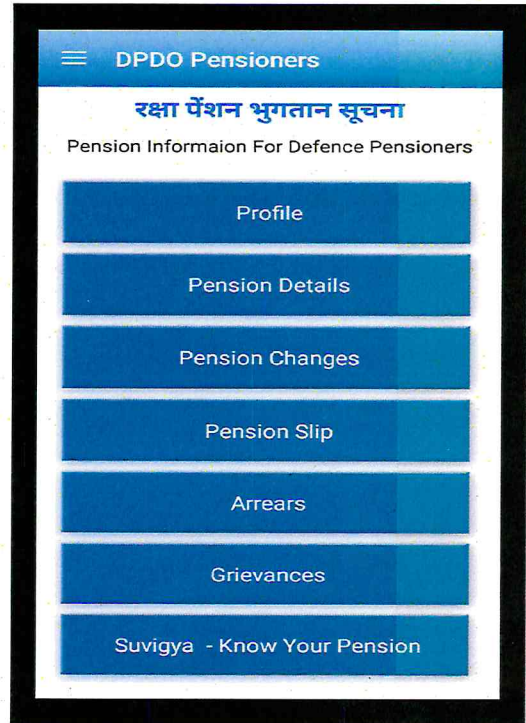 DPDO Pensioners
रक्षा पेंशन भुगतान सूचना
Pension Informaion For Defence Pensioners
Profile
Pension Details
Pension Changes
Pension Slip
Arrears
Grievances
Suvigya - Know Your Pension